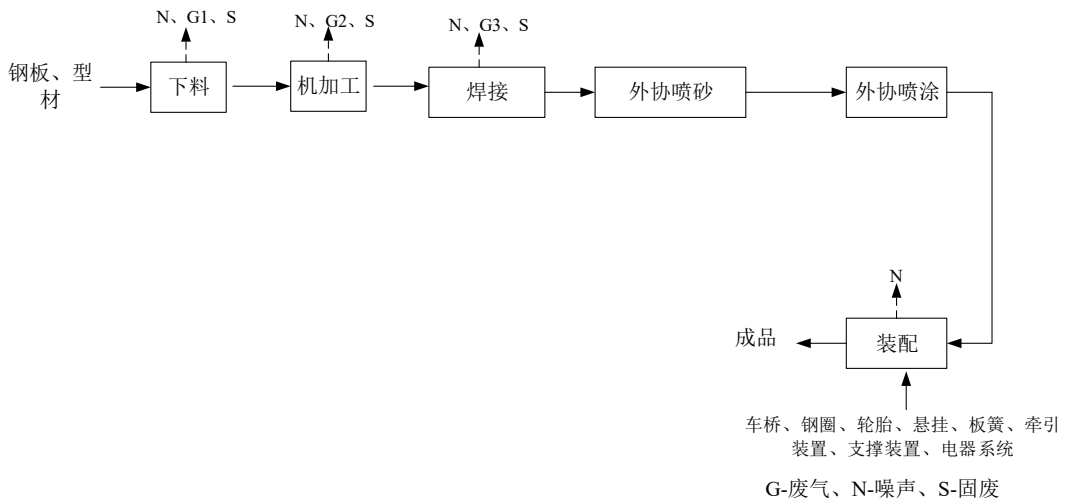 N、G1、S
N、G2、S
N、G3、S
钢板、型
材
下料
机加工
焊接
外协喷砂
外协喷涂
N
成品
装配
车桥、钢圈、轮胎、悬挂、板簧、牵引
装置、支撑装置、电器系统
G-废气、N-噪声、S-固废